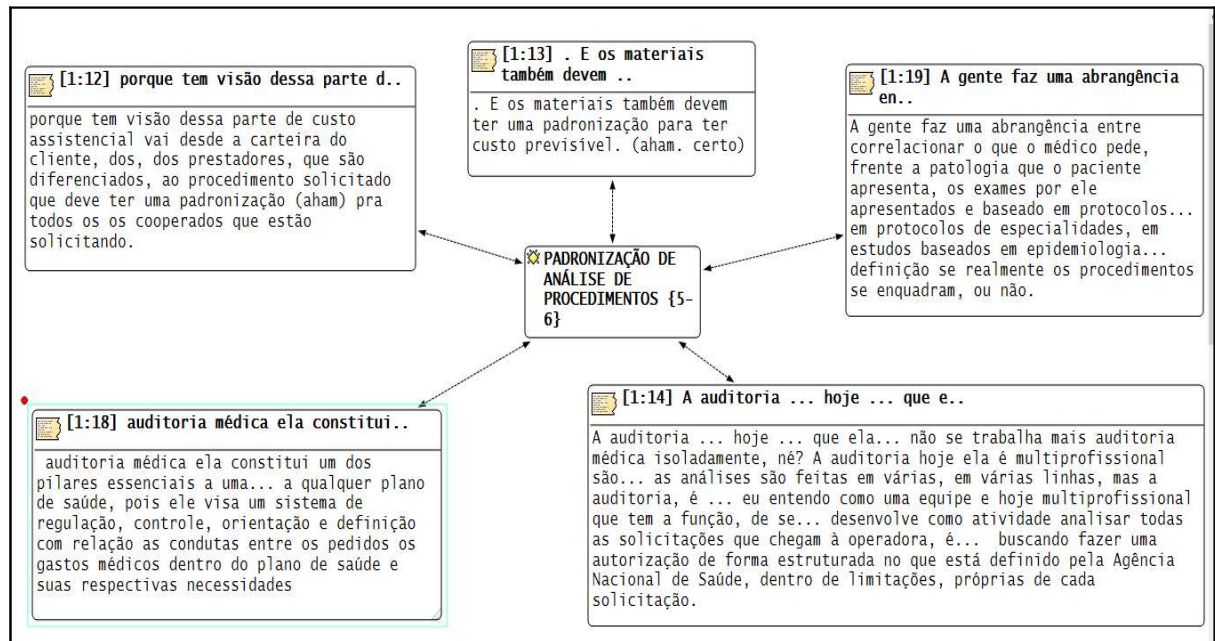 [1:12] porque tem visão dessa parte d..
porque tem visão dessa parte de custo
assistencial vai desde a carteira do
cliente, dos, dos prestadores, que são
diferenciados, ao procedimento solicitado
que deve ter uma padronização (aham) pra
todos os os cooperados que estão
solicitando.
[1:13] . E os materiais
também devem ..
. E os materiais também devem
ter uma padronização para ter
custo previsível. (aham. certo)
[1:19] A gente faz uma abrangência
en..
A gente faz uma abrangência entre
correlacionar o que o médico pede,
frente a patologia que o paciente
apresenta, os exames por ele
apresentados e baseado em protocolos...
em protocolos de especialidades, em
estudos baseados em epidemiologia...
definição se realmente os procedimentos
se enquadram, ou não.
PADRONIZAÇÃO DE
ANÁLISE DE
PROCEDIMENTOS {5-
6}
[1:18] auditoria médica ela constitui..
auditoria médica ela constitui um dos
pilares essenciais a uma... a qualquer plano
de saúde, pois ele visa um sistema de
regulação, controle, orientação e definição
com relação as condutas entre os pedidos os
gastos médicos dentro do plano de saúde e
suas respectivas necessidades
[1:14] A auditoria ... hoje ... que e..
A auditoria ... hoje ... que ela... não se trabalha mais auditoria
médica isoladamente, né? A auditoria hoje ela é multiprofissional
são... as análises são feitas em várias, em várias linhas, mas a
auditoria, é ... eu entendo como uma equipe e hoje multiprofissional
que tem a função, de se... desenvolve como atividade analisar todas
as solicitações que chegam à operadora, é... buscando fazer uma
autorização de forma estruturada no que está definido pela Agência
Nacional de Saúde, dentro de limitações, próprias de cada
solicitação.